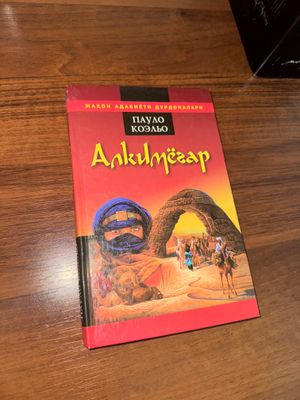 ЖАҲОН АДАБИЁТИ ДУРДОНАЛАРИ
ПАУЛО
КОЭЛЬО
Алкимёгар